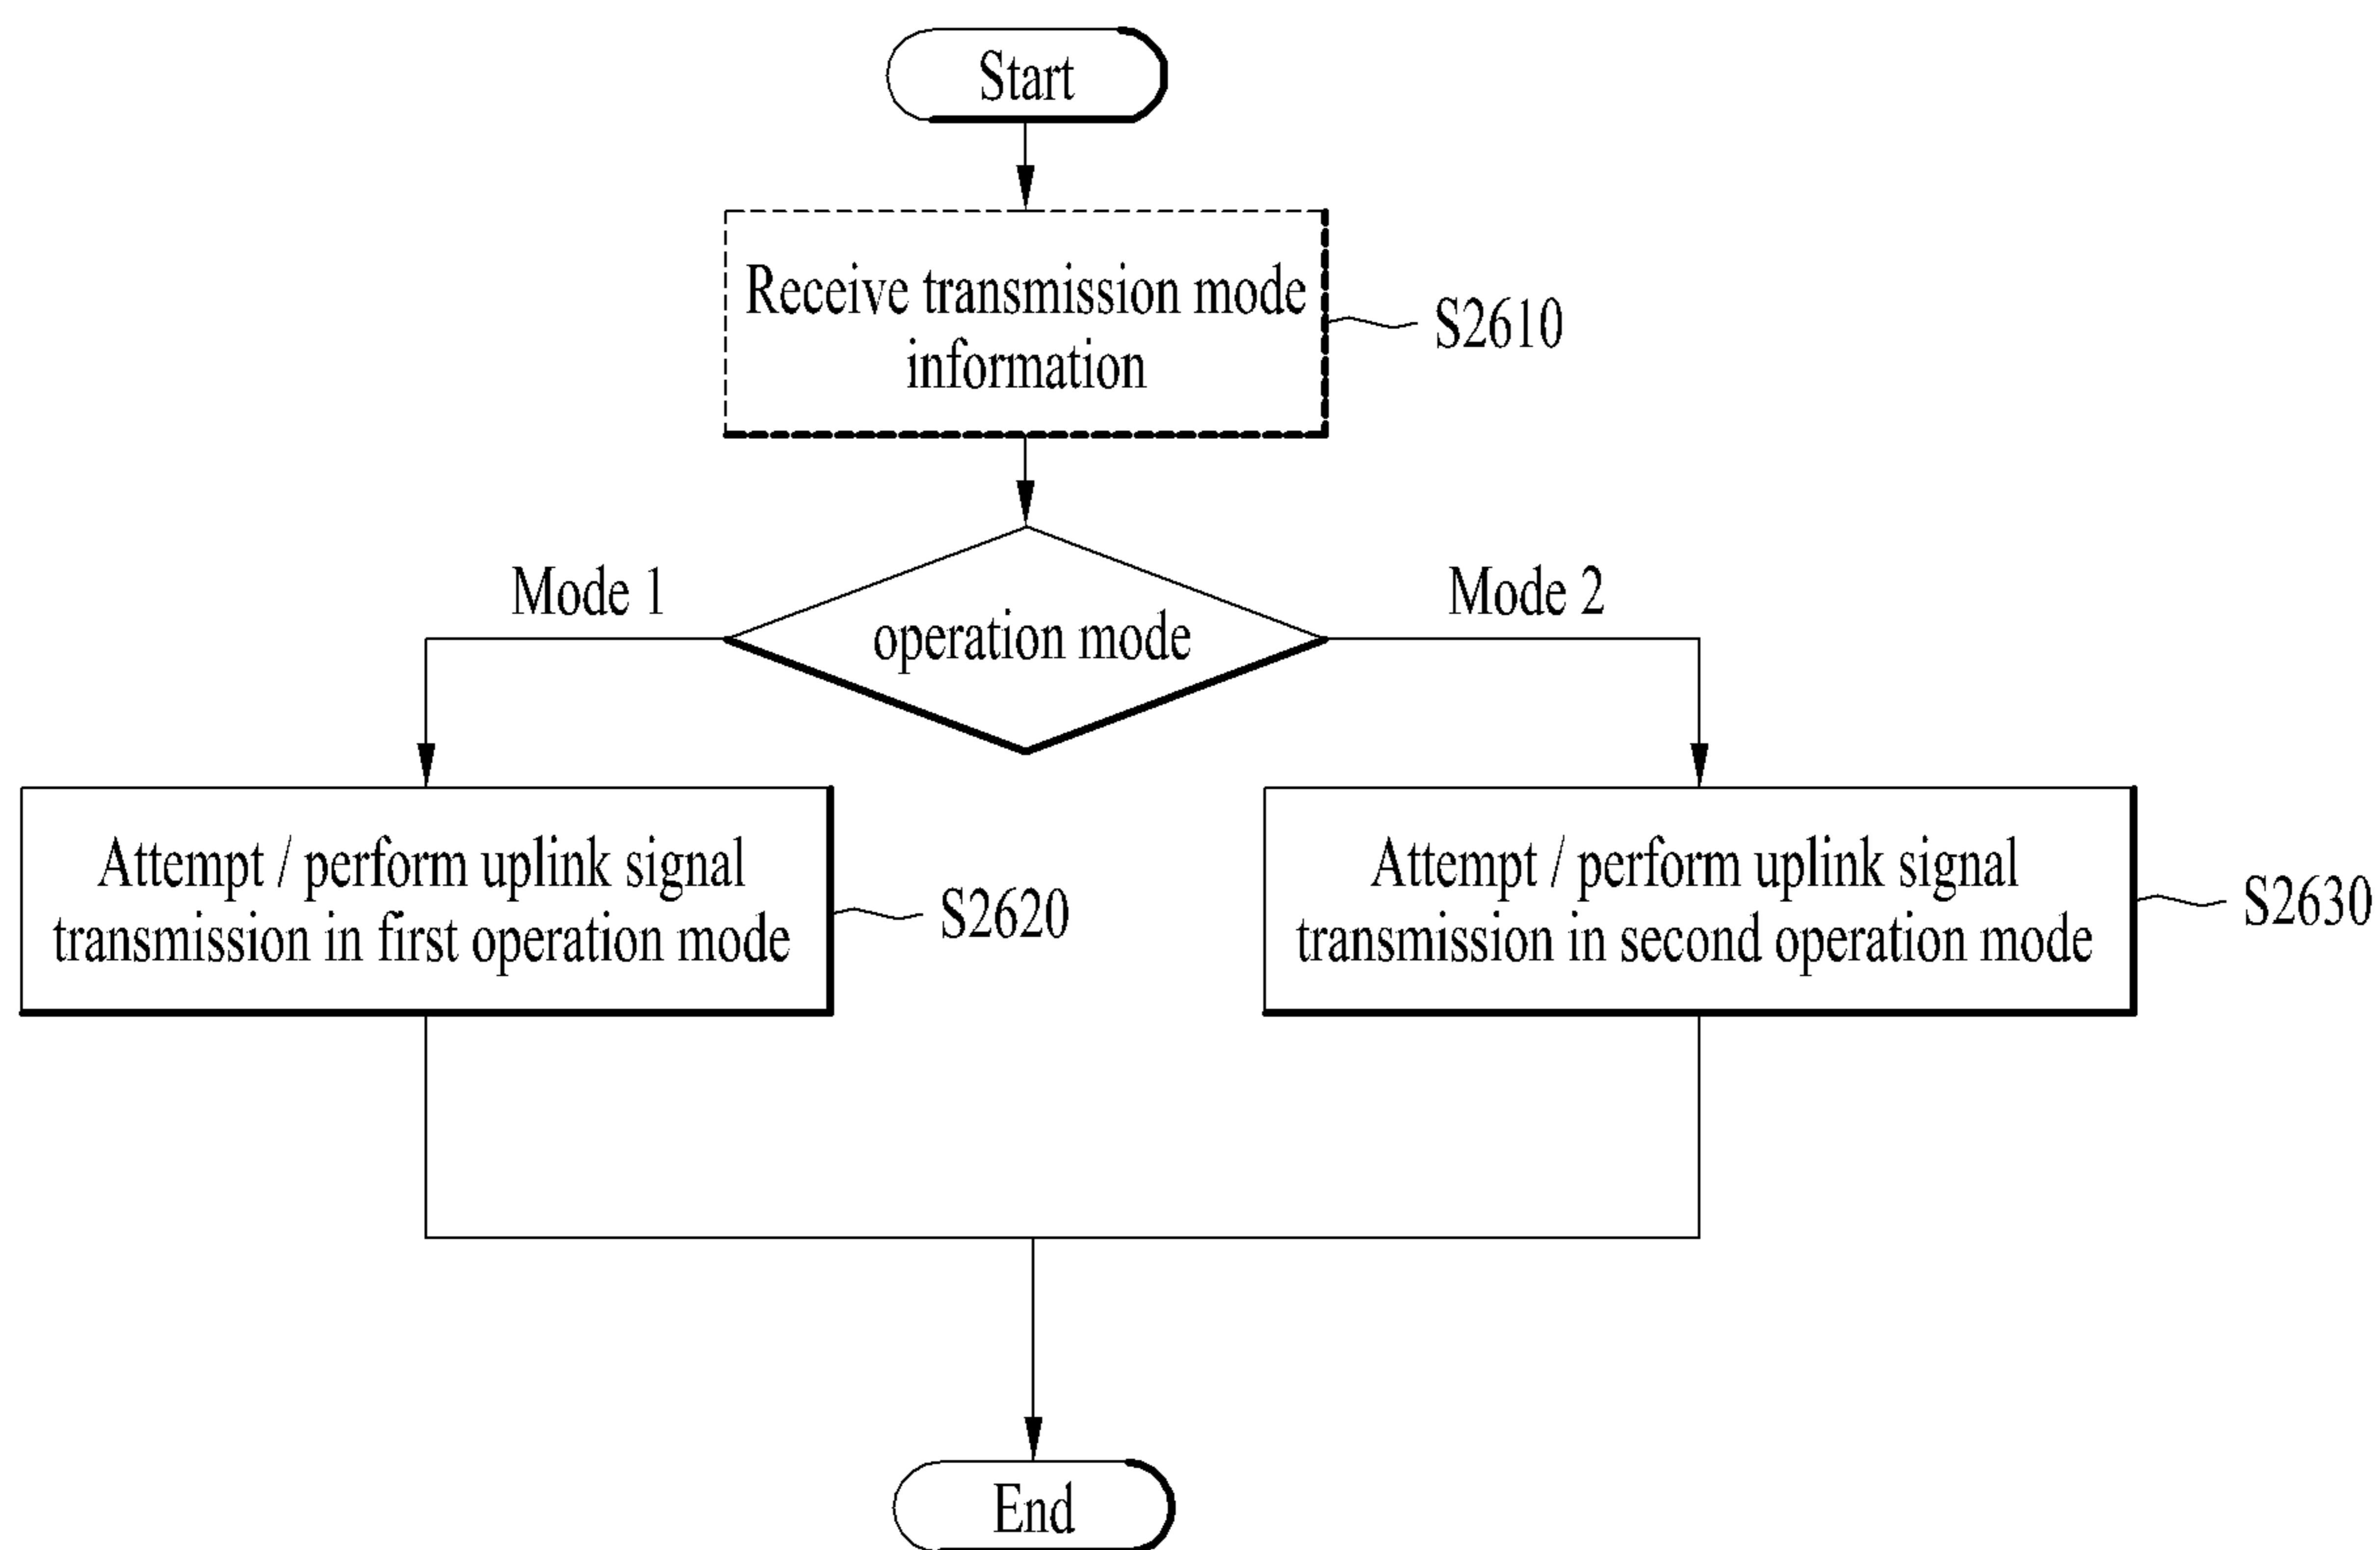 Start
Receive transmission mode
information
S2610
Mode 1
operation mode
Mode 2
Attempt / perform uplink signal
transmission in first operation mode
S2620
Attempt / perform uplink signal
transmission in second operation mode
S2630
End